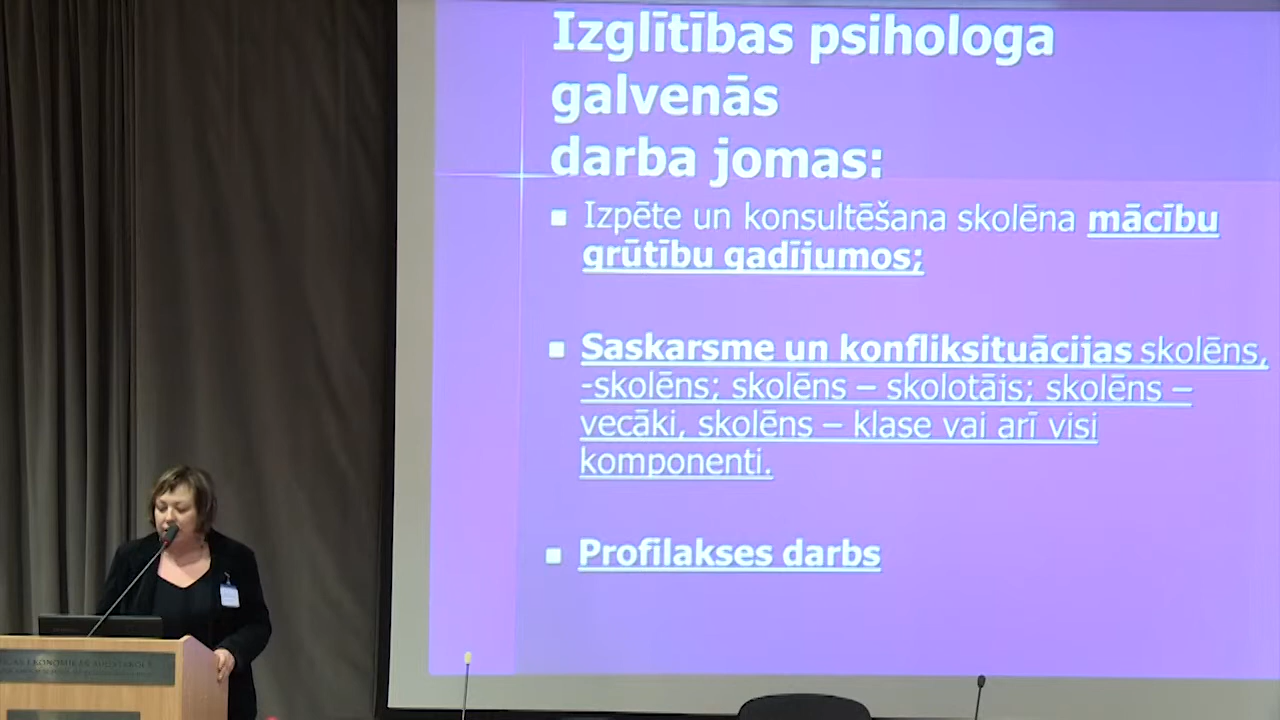 Izglītības psihologa
galvenās
darba jomas:
Izpēte un konsultēšana skolēna mācību
grūtību gadījumos;
Saskarsme un konfliksituācijas skolēns,
-skolēns; skolēns – skolotājs; skolēns –
vecāki, skolēns – klase vai arī visi
komponenti.
Profilakses darbs